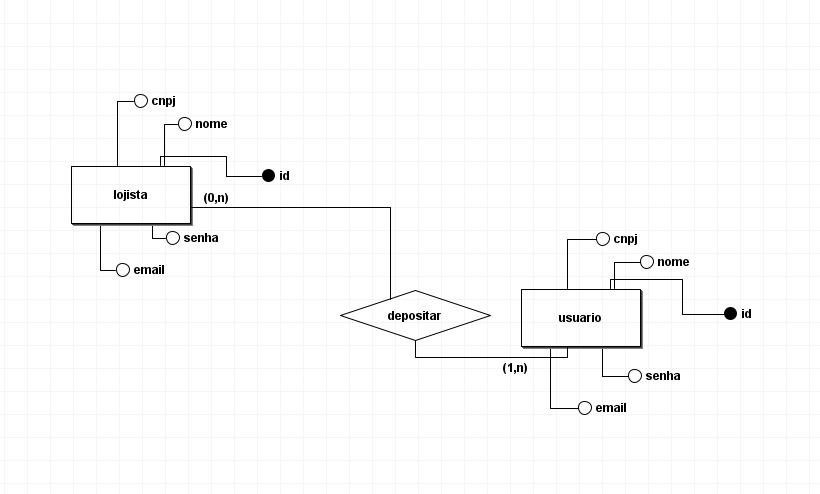 cnpj
nome
id
lojista
(0,n)
senha
email
cnpj
nome
id
usuario
depositar
(1,n)
senha
email